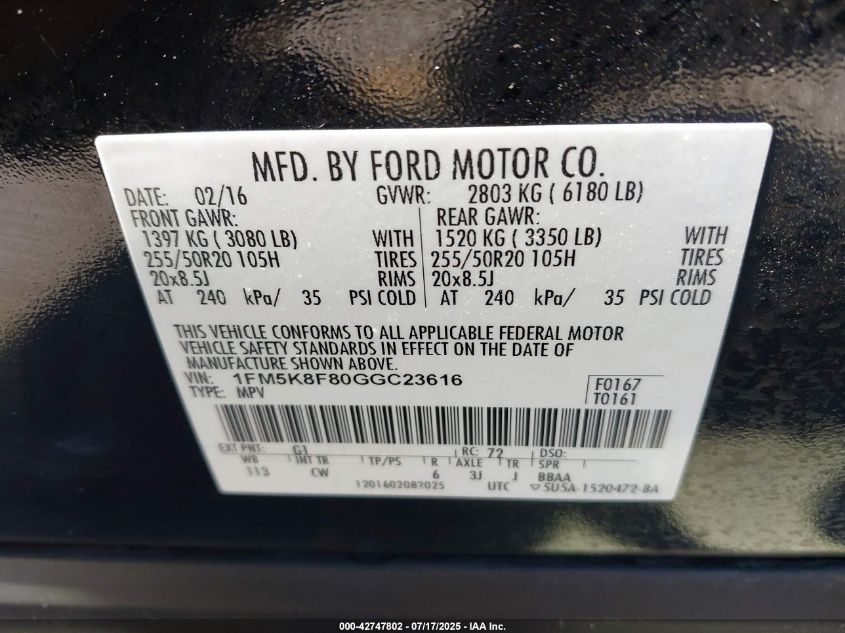 MFD. BY FORD MOTOR CO.
DATE: 02/16 GVWR: 2803 KG ( 6180 LB)
FRONT GAWR: REAR GAWR:
1397 KG ( 3080 LB) WITH 1520 KG ( 3350 LB) WITH
255/50R20 105H TIRES 255/50R20 105H TIRES
20x8.5J RIMS 20x8.5J RIMS
AT 240 kPa/ 35 PSI COLD AT 240 kPa/ 35 PSI COLD
THIS VEHICLE CONFORMS TO ALL APPLICABLE FEDERAL MOTOR
VEHICLE SAFETY STANDARDS IN EFFECT ON THE DATE OF
MANUFACTURE SHOWN ABOVE.
VIN: 1FM5K8F80GGC23616 F0167
TYPE: MPV T0161
EXT PNT: G1 RC: 72 DSO:
WB INT TR TP/PS R AXLE TR SPR
113 CW 6 3J J BBAA
1201602082025 UTC 5U5A-1520472-BA
000-42747802 - 07/17/2025 - IAA Inc.